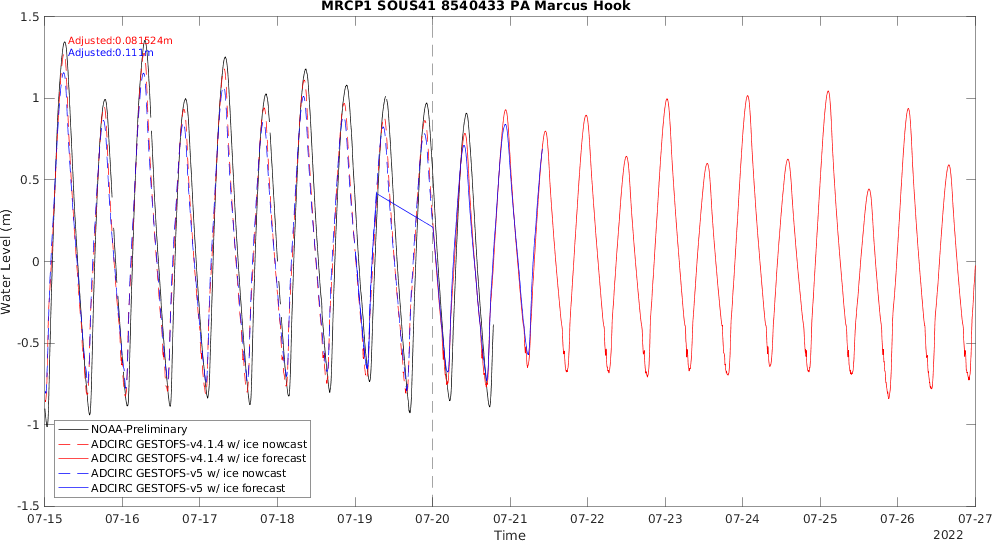 MRCP1 SOUS41 8540433 PA Marcus Hook
Adjusted:0.081524m
Adjusted:0.111m
Water Level (m)
1.5
1
0.5
0
-0.5
-1
-1.5
NOAA-Preliminary
ADCIRC GESTOFS-v4.1.4 w/ ice nowcast
ADCIRC GESTOFS-v4.1.4 w/ ice forecast
ADCIRC GESTOFS-v5 w/ ice nowcast
ADCIRC GESTOFS-v5 w/ ice forecast
07-15 07-16 07-17 07-18 07-19 07-20 07-21 07-22 07-23 07-24 07-25 07-26 07-27
Time
2022